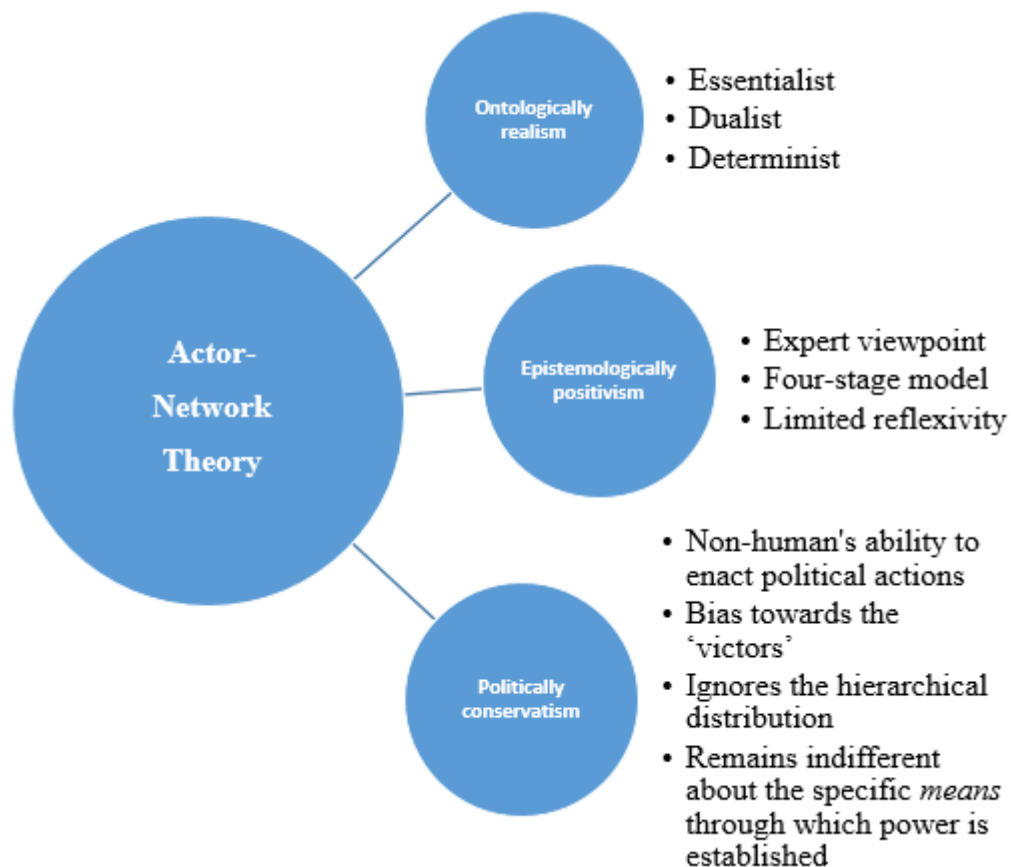 Actor-
Network
Theory
Ontologically
realism
• Essentialist
• Dualist
• Determinist
Epistemologically
positivism
• Expert viewpoint
• Four-stage model
• Limited reflexivity
Politically
conservatism
• Non-human's ability to
enact political actions
• Bias towards the
‘victors’
• Ignores the hierarchical
distribution
• Remains indifferent
about the specific means
through which power is
established